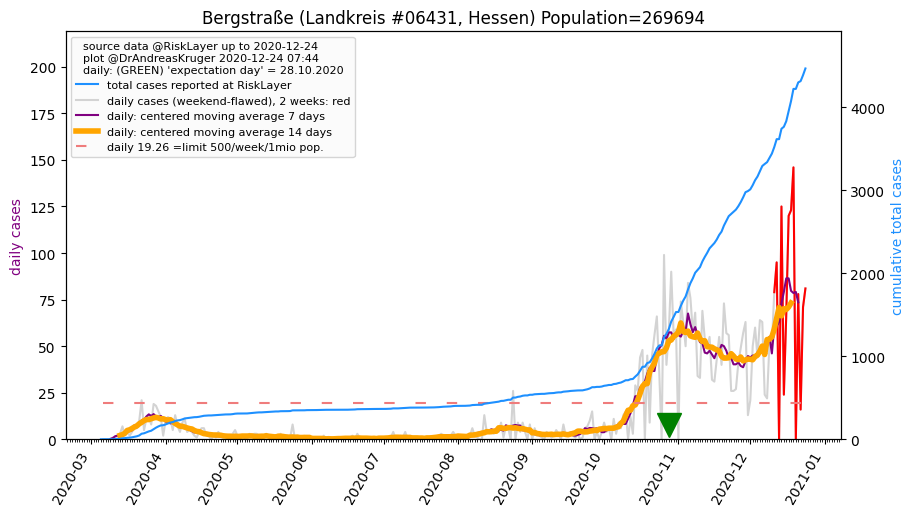 Bergstraße (Landkreis #06431, Hessen) Population=269694
source data @RiskLayer up to 2020-12-24
plot @DrAndreasKruger 2020-12-24 07:44
daily: (GREEN) 'expectation day' = 28.10.2020
total cases reported at RiskLayer
daily cases (weekend-flawed), 2 weeks: red
daily: centered moving average 7 days
daily: centered moving average 14 days
daily 19.26 =limit 500/week/1mio pop.
daily cases
200
175
150
125
100
75
50
25
0
cumulative total cases
4000
3000
2000
1000
0
2020-03
2020-04
2020-05
2020-06
2020-07
2020-08
2020-09
2020-10
2020-11
2020-12
2021-01